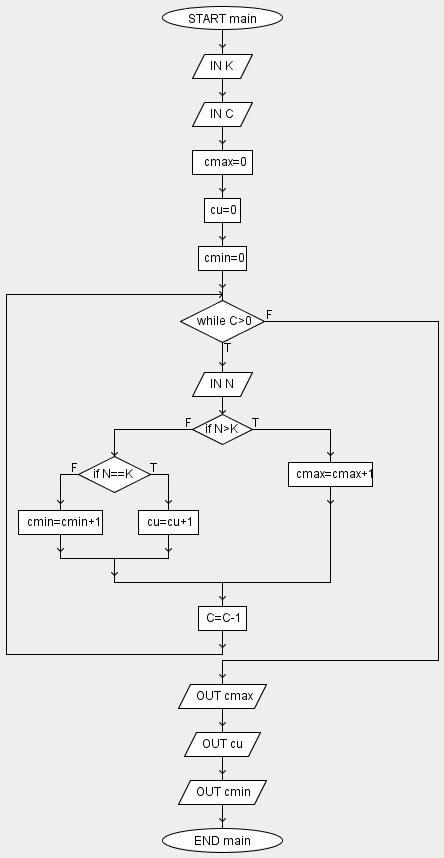 START main
IN K
IN C
cmax=0
cu=0
cmin=0
while C>0
F
T
IN N
F
if N>K
T
F
if N==K
T
cmax=cmax+1
cmin=cmin+1
cu=cu+1
C=C-1
OUT cmax
OUT cu
OUT cmin
END main